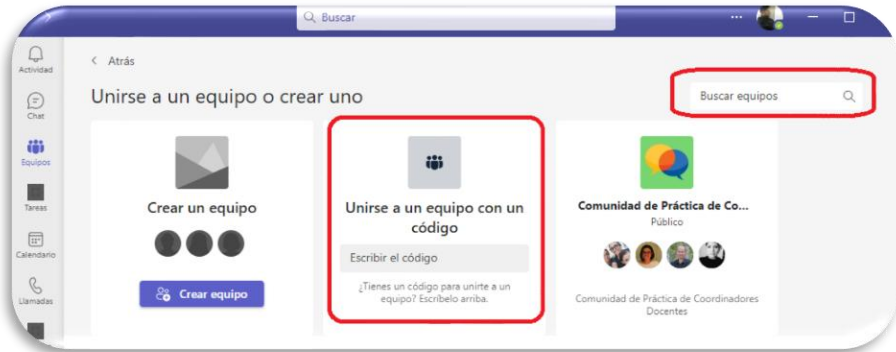 Buscar
Actividad
Chat
Equipos
Tareas
Calendario
Llamadas
Atrás
Unirse a un equipo o crear uno
Buscar equipos
Crear un equipo
Crear equipo
Unirse a un equipo con un
código
Escribir el código
¿Tienes un código para unirte a un
equipo? Escríbelo arriba.
Comunidad de Práctica de Co...
Público
Comunidad de Práctica de Coordinadores
Docentes